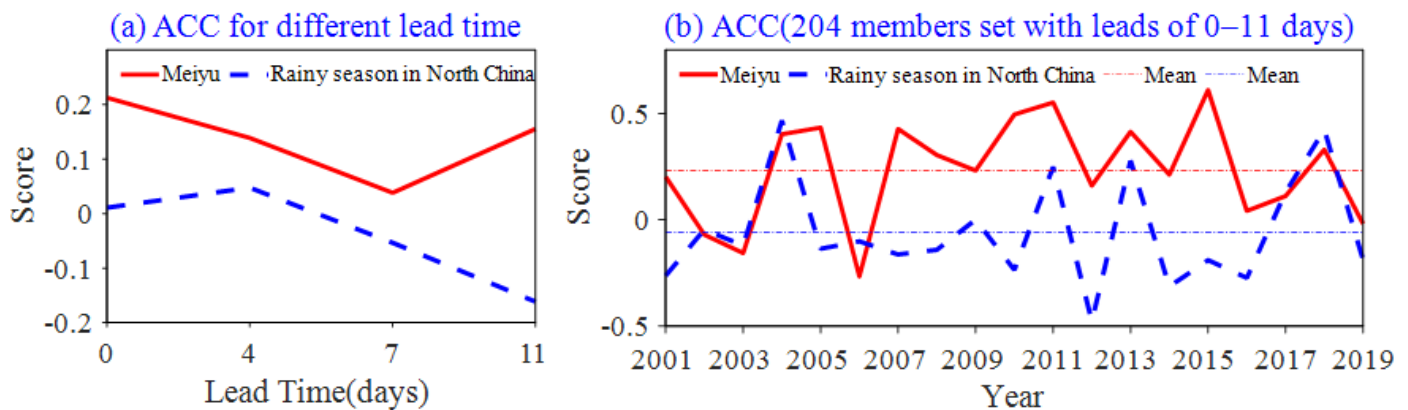 (a) ACC for different lead time
Meiyu
Rainy season in North China
0.2
0.1
0
-0.1
-0.2
Score
0
4
7
11
Lead Time(days)
(b) ACC(204 members set with leads of 0–11 days)
Meiyu
Rainy season in North China
Mean
Mean
0.5
0
-0.5
Score
2001
2003
2005
2007
2009
2011
2013
2015
2017
2019
Year